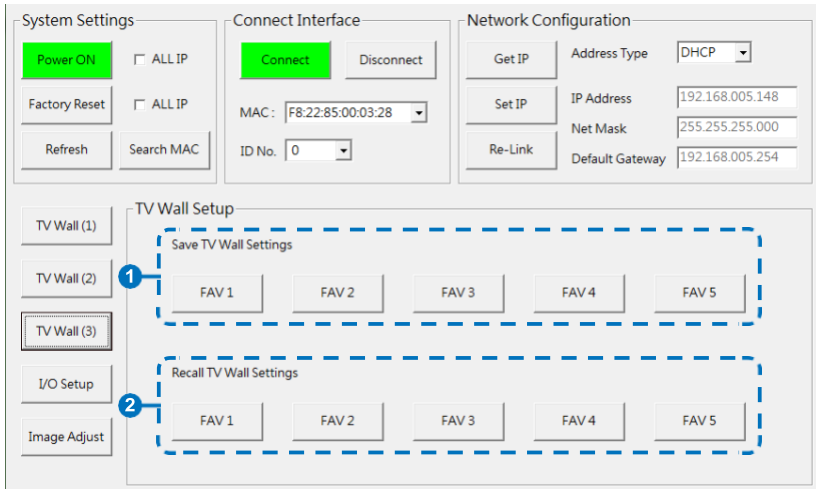 System Settings
Power ON
ALL IP
Factory Reset
ALL IP
Refresh
Search MAC
Connect Interface
Connect
Disconnect
MAC :
F8:22:85:00:03:28
ID No.
0
Network Configuration
Get IP
Address Type
DHCP
Set IP
IP Address
192.168.005.148
Net Mask
255.255.255.000
Re-Link
Default Gateway
192.168.005.254
TV Wall (1)
TV Wall (2)
TV Wall (3)
I/O Setup
Image Adjust
TV Wall Setup
1
Save TV Wall Settings
FAV 1
FAV 2
FAV 3
FAV 4
FAV 5
2
Recall TV Wall Settings
FAV 1
FAV 2
FAV 3
FAV 4
FAV 5